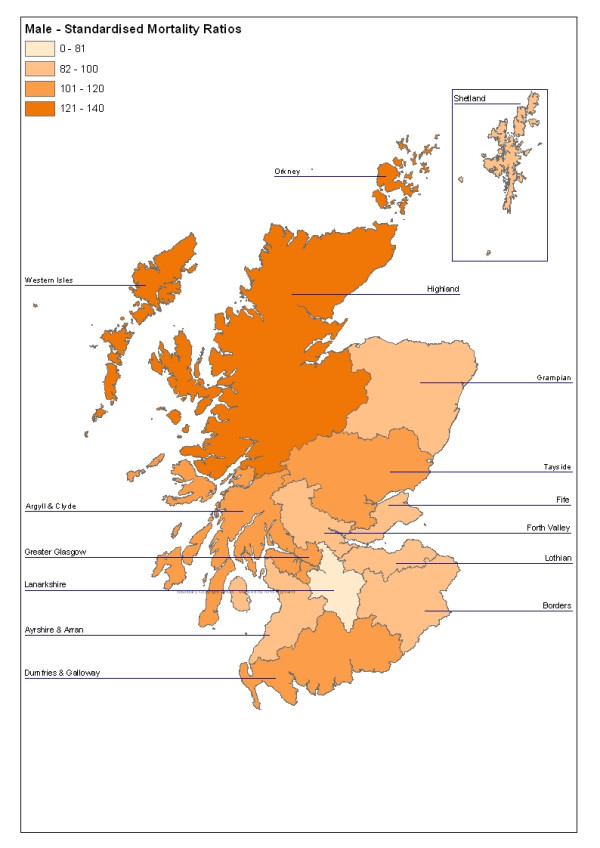 Male - Standardised Mortality Ratios
0 - 81
82 - 100
101 - 120
121 - 140
Shetland
Orkney
Western Isles
Highland
Grampian
Tayside
Fife
Argyll & Clyde
Forth Valley
Greater Glasgow
Lothian
Lanarkshire
Borders
Ayrshire & Arran
Dumfries & Galloway